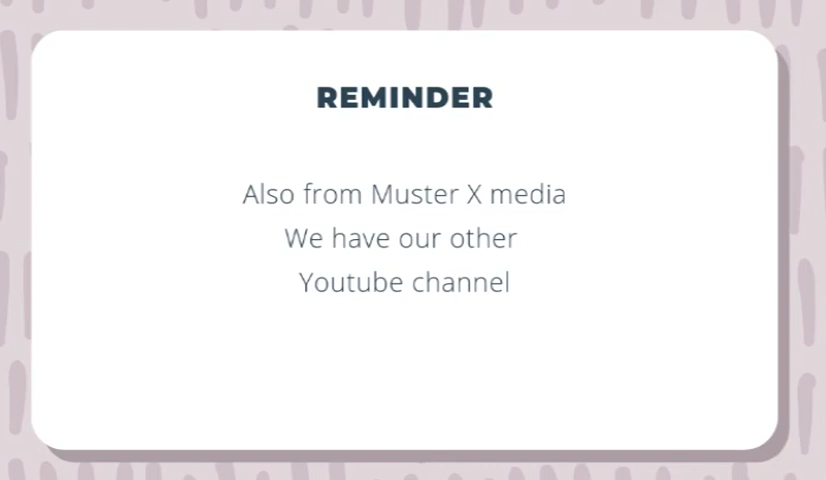 REMINDER
Also from Muster X media
We have our other
Youtube channel